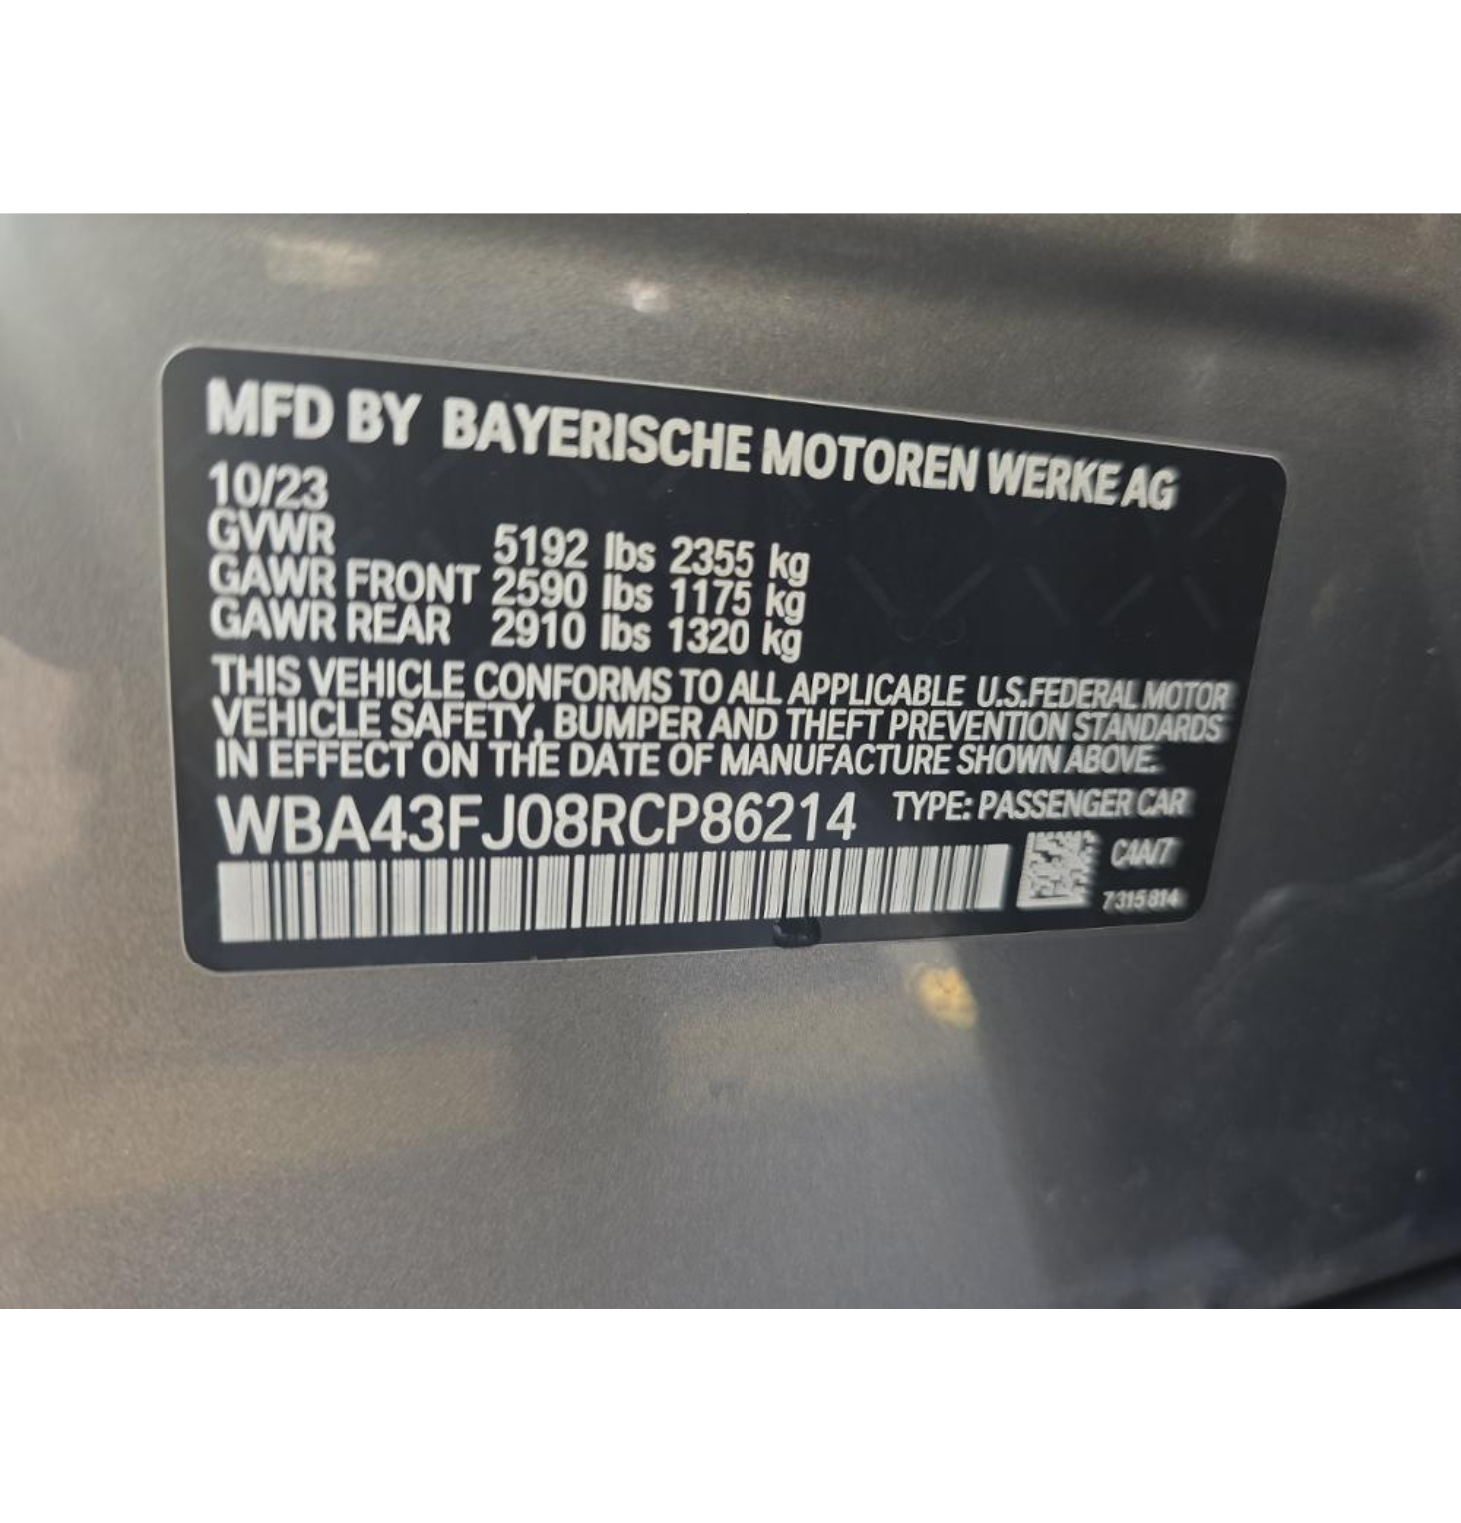 MFD BY BAYERISCHE MOTOREN WERKE AG
10/23
GVWR 5192 lbs 2355 kg
GAWR FRONT 2590 lbs 1175 kg
GAWR REAR 2910 lbs 1320 kg
THIS VEHICLE CONFORMS TO ALL APPLICABLE U.S.FEDERAL MOTOR
VEHICLE SAFETY, BUMPER AND THEFT PREVENTION STANDARDS
IN EFFECT ON THE DATE OF MANUFACTURE SHOWN ABOVE.
WBA43FJ08RCP86214 TYPE: PASSENGER CAR
7315814